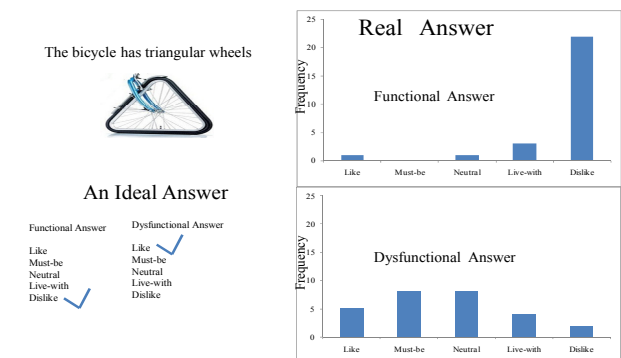 The bicycle has triangular wheels
An Ideal Answer
Functional Answer
Like
Must-be
Neutral
Live-with
Dislike
Dysfunctional Answer
Like
Must-be
Neutral
Live-with
Dislike
Real Answer
Functional Answer
Frequency
25
20
15
10
5
0
Like Must-be Neutral Live-with Dislike
Dysfunctional Answer
Frequency
25
20
15
10
5
0
Like Must-be Neutral Live-with Dislike